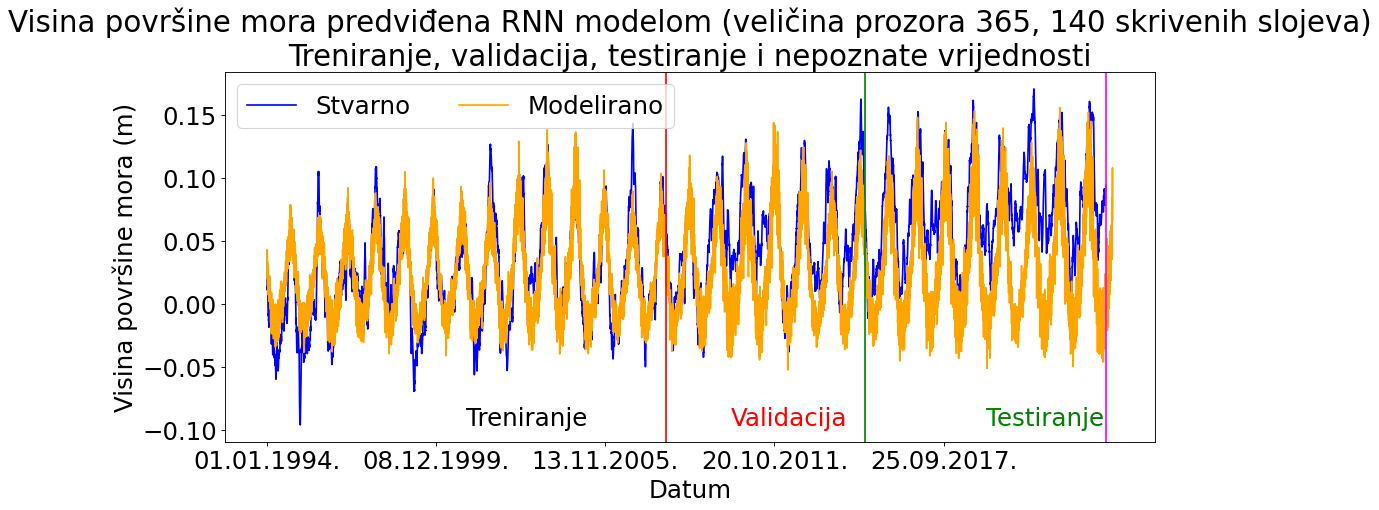 Visina površine mora predviđena RNN modelom (veličina prozora 365, 140 skrivenih slojeva)
Treniranje, validacija, testiranje i nepoznate vrijednosti
Stvarno
Modelirano
Visina površine mora (m)
0.15
0.10
0.05
0.00
−0.05
−0.10
Treniranje
Validacija
Testiranje
01.01.1994.
08.12.1999.
13.11.2005.
20.10.2011.
25.09.2017.
Datum